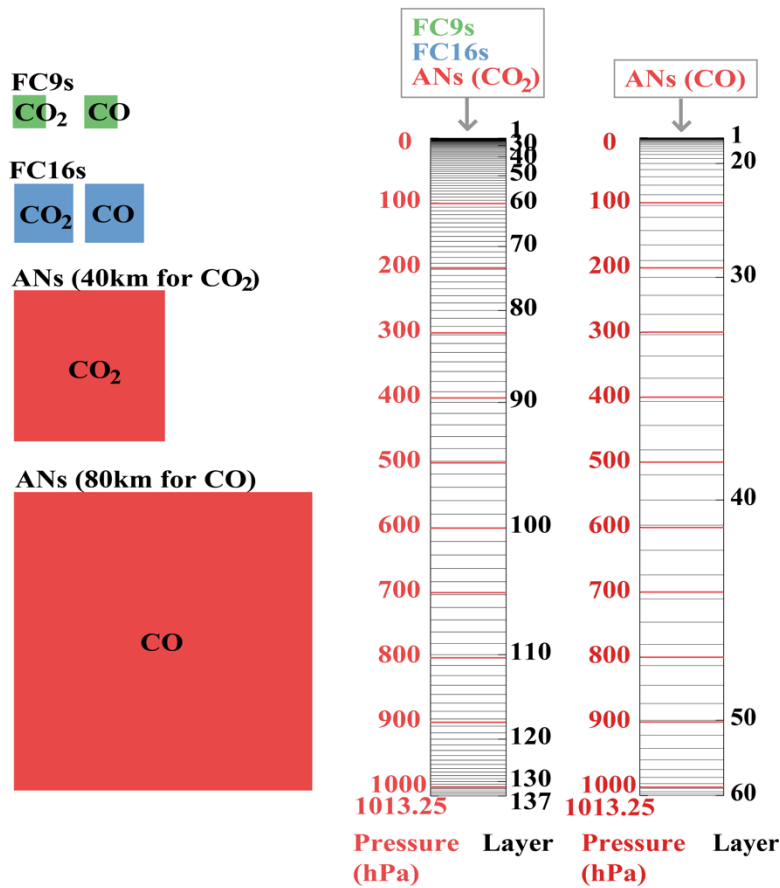 FC9s
CO2 CO
FC16s
CO2 CO
ANs (40km for CO2)
CO2
ANs (80km for CO)
CO
FC9s
FC16s
ANs (CO2)
0
100
200
300
400
500
600
700
800
900
1000
1013.25
Pressure
(hPa)
1
30
40
50
60
70
80
90
100
110
120
130
137
Layer
ANs (CO)
0
100
200
300
400
500
600
700
800
900
1000
1013.25
Pressure
(hPa)
1
20
30
40
50
60
Layer